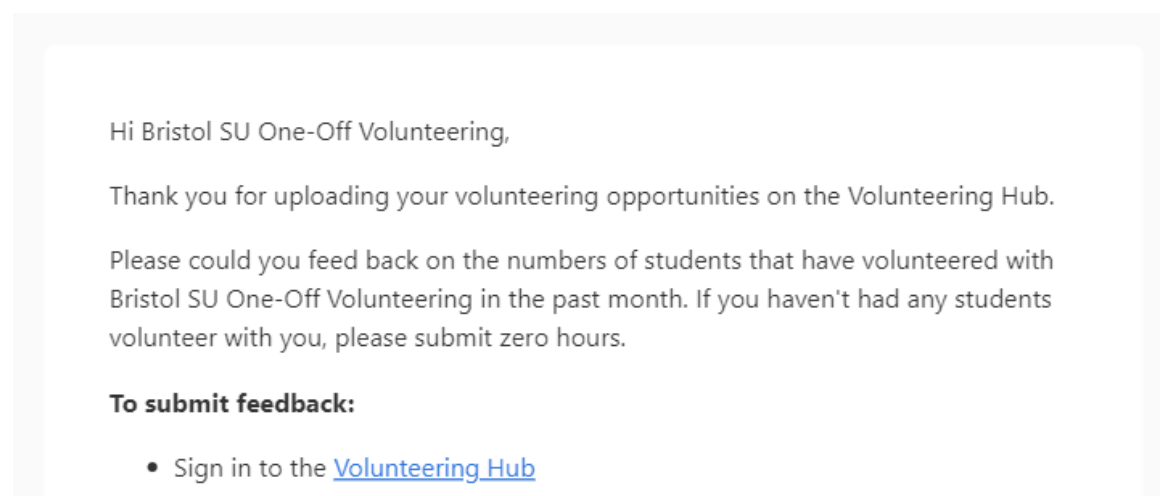 Hi Bristol SU One-Off Volunteering,
Thank you for uploading your volunteering opportunities on the Volunteering Hub.
Please could you feed back on the numbers of students that have volunteered with
Bristol SU One-Off Volunteering in the past month. If you haven't had any students
volunteer with you, please submit zero hours.
To submit feedback:
• Sign in to the Volunteering Hub